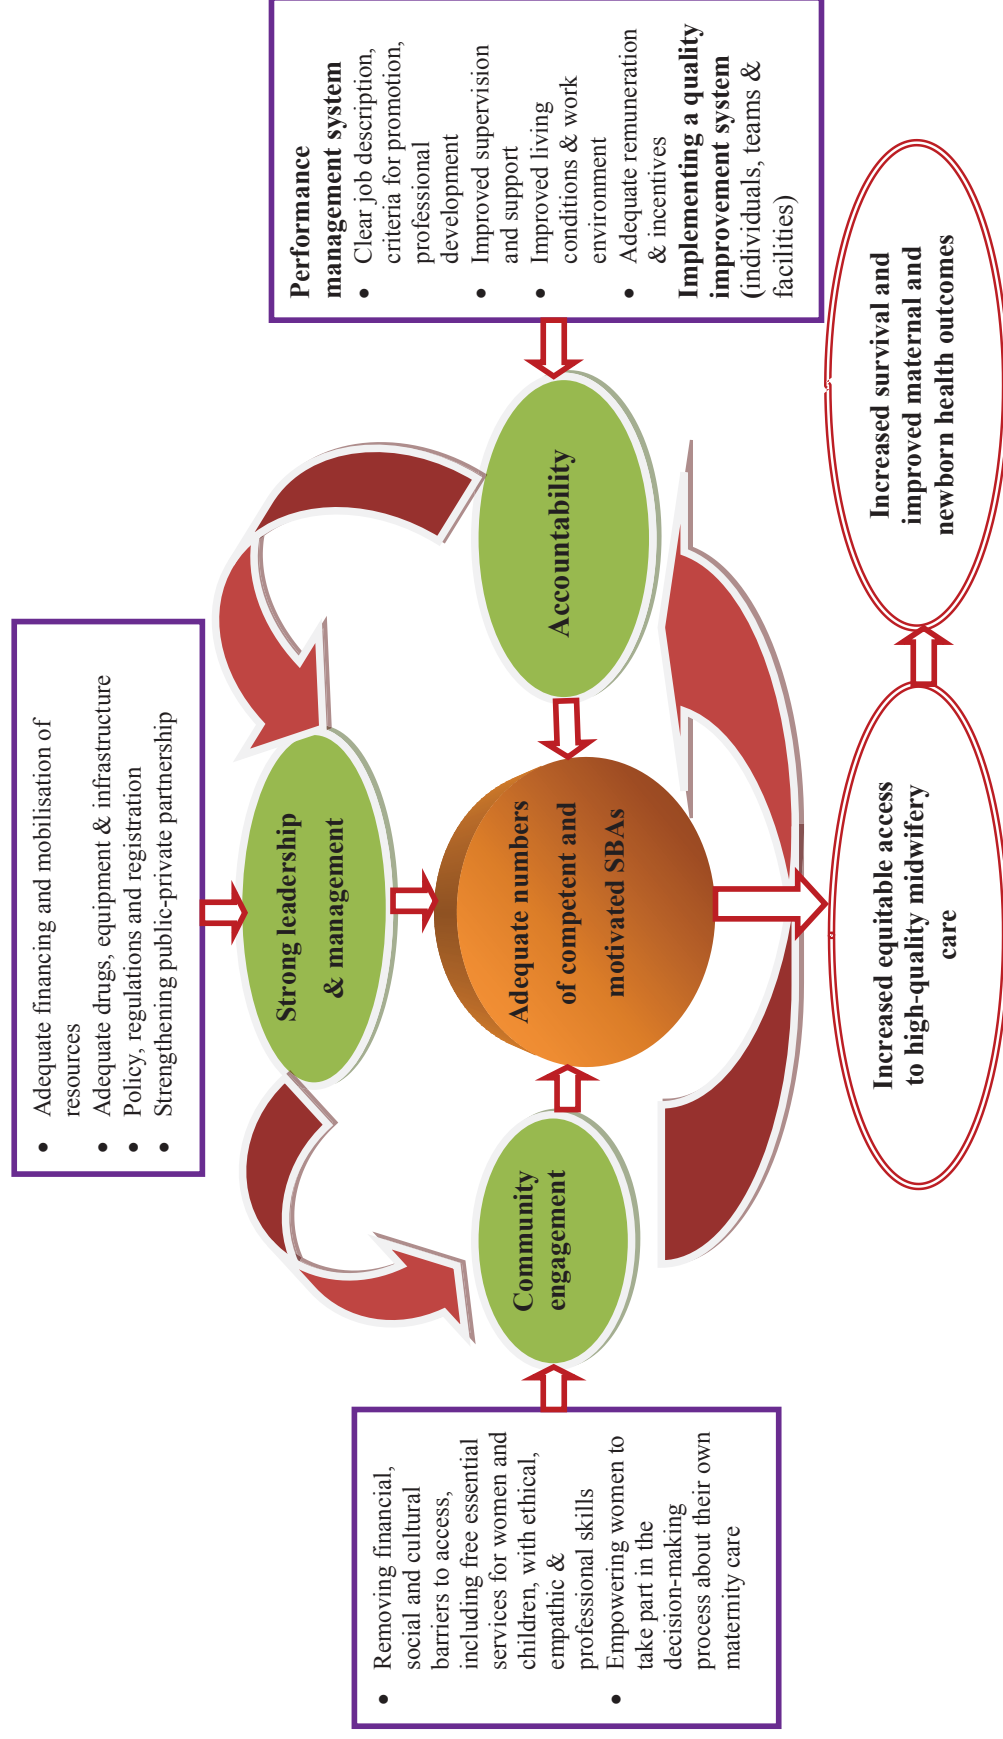 • Adequate financing and mobilisation of
resources
• Adequate drugs, equipment & infrastructure
• Policy, regulations and registration
• Strengthening public-private partnership
Strong leadership
& management
• Removing financial,
social and cultural
barriers to access,
including free essential
services for women and
children, with ethical,
empathic &
professional skills
• Empowering women to
take part in the
decision-making
process about their own
maternity care
Community
engagement
Adequate numbers
of competent and
motivated SBAs
Accountability
Performance
management system
• Clear job description,
criteria for promotion,
professional
development
• Improved supervision
and support
• Improved living
conditions & work
environment
• Adequate remuneration
& incentives
Implementing a quality
improvement system
(individuals, teams &
facilities)
Increased equitable access
to high-quality midwifery
care
Increased survival and
improved maternal and
newborn health outcomes